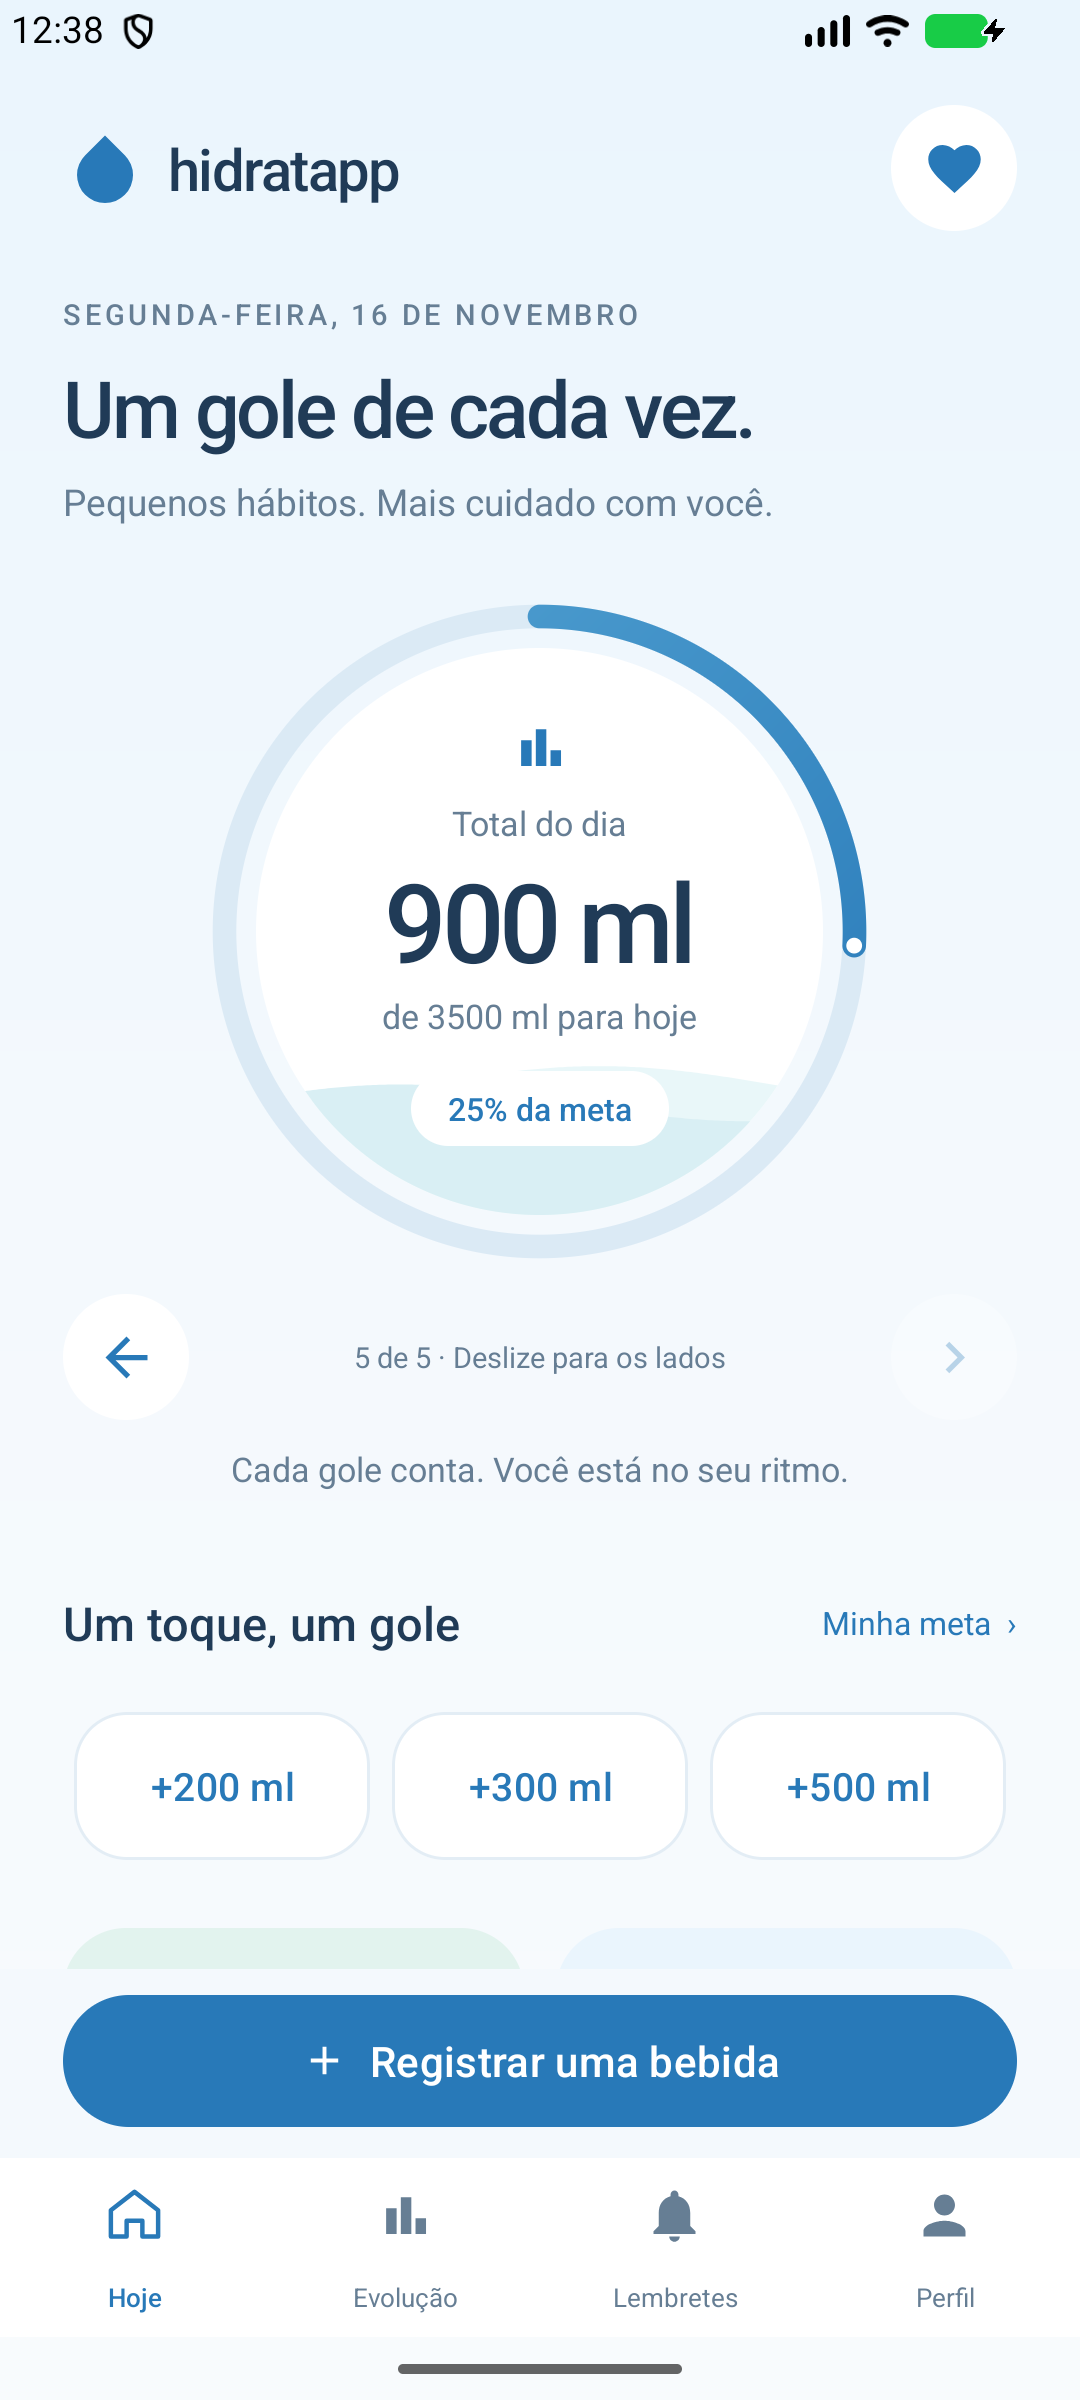 12:38
hidratapp
SEGUNDA-FEIRA, 16 DE NOVEMBRO
Um gole de cada vez.
Pequenos hábitos. Mais cuidado com você.
Total do dia
900 ml
de 3500 ml para hoje
25% da meta
5 de 5 · Deslize para os lados
Cada gole conta. Você está no seu ritmo.
Um toque, um gole
Minha meta ›
+200 ml
+300 ml
+500 ml
+ Registrar uma bebida
Hoje
Evolução
Lembretes
Perfil